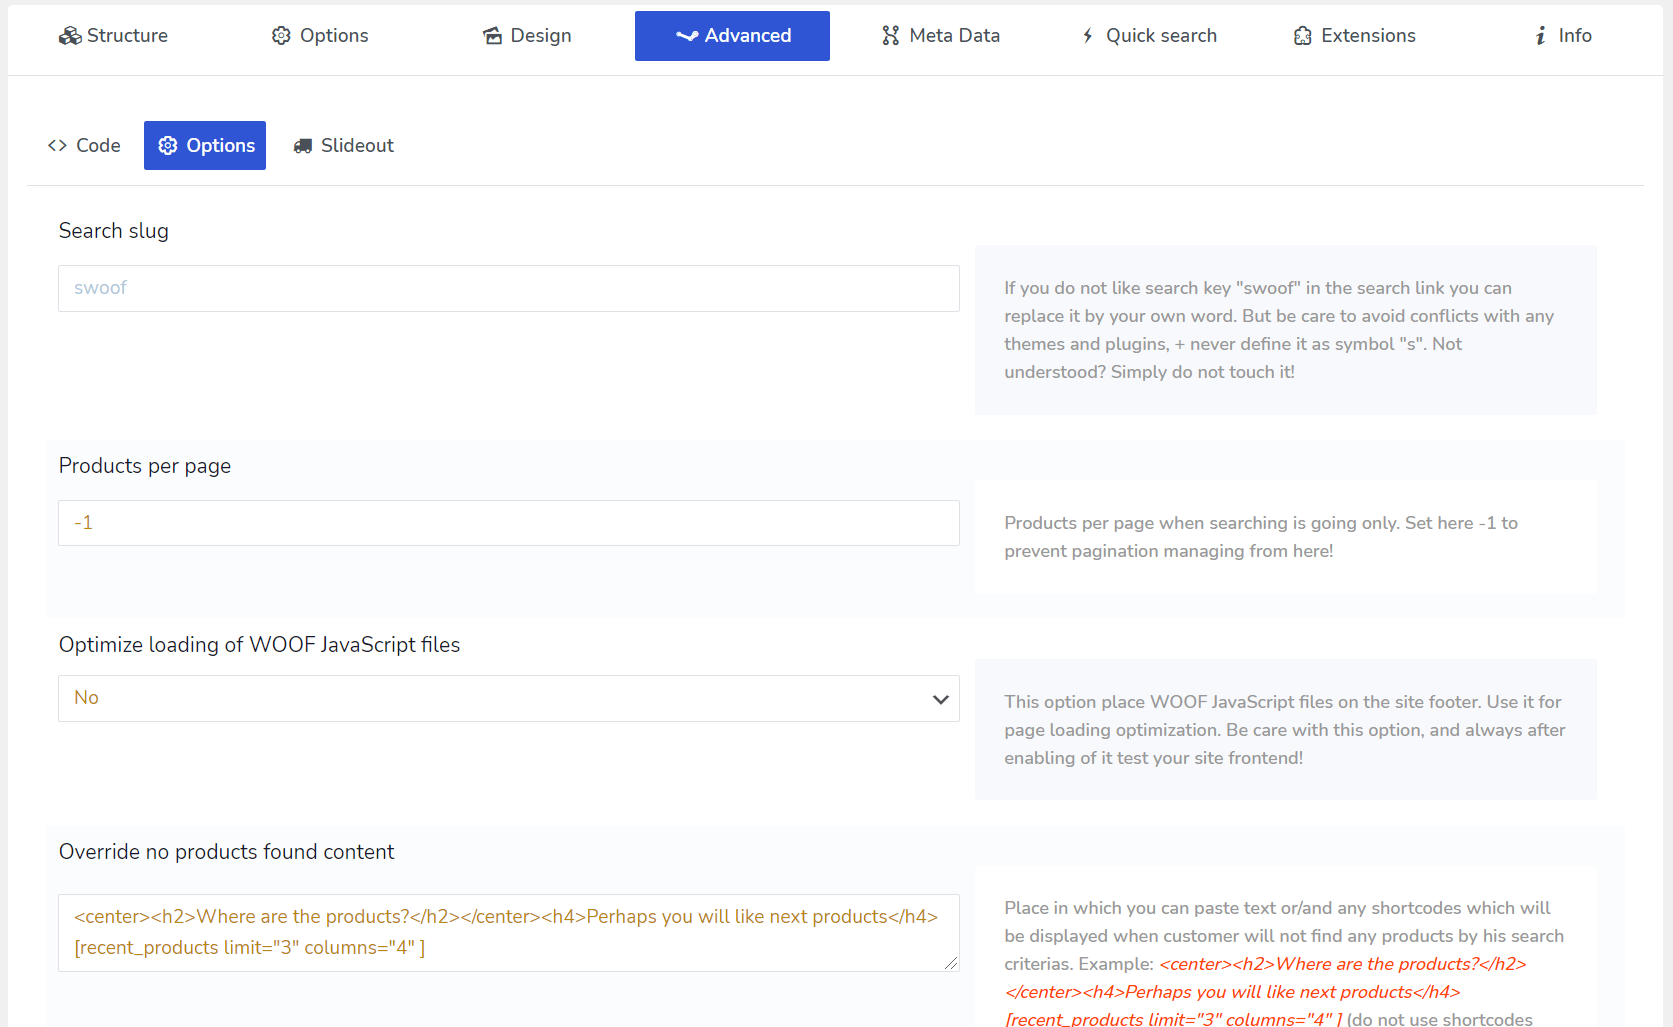 Structure Options Design Advanced Meta Data Quick search Extensions Info
Code Options Slideout
Search slug
swoof
If you do not like search key "swoof" in the search link you can
replace it by your own word. But be care to avoid conflicts with any
themes and plugins, + never define it as symbol "s". Not
understood? Simply do not touch it!
Products per page
-1
Products per page when searching is going only. Set here -1 to
prevent pagination managing from here!
Optimize loading of WOOF JavaScript files
No
This option place WOOF JavaScript files on the site footer. Use it for
page loading optimization. Be care with this option, and always after
enabling of it test your site frontend!
Override no products found content
<center><h2>Where are the products?</h2></center><h4>Perhaps you will like next products</h4>
[recent_products limit="3" columns="4" ]
Place in which you can paste text or/and any shortcodes which will
be displayed when customer will not find any products by his search
criterias. Example: <center><h2>Where are the products?</h2>
</center><h4>Perhaps you will like next products</h4>
[recent_products limit="3" columns="4" ] (do not use shortcodes